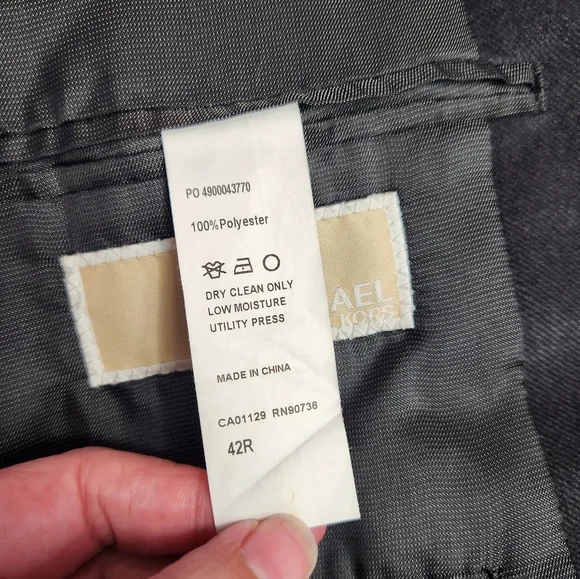 PO 4900043770
100%Polyester
DRY CLEAN ONLY
LOW MOISTURE
UTILITY PRESS
MADE IN CHINA
CA01129 RN90736
42R
AEL
KORS